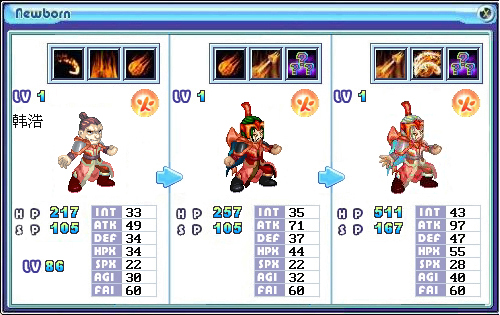 Newborn
LV 1
LV 1
LV 1
火
火
火
韩浩
HP 217
SP 105
LV 86
INT 33
ATK 49
DEF 34
HPX 34
SPX 22
AGI 30
FAI 60
HP 257
SP 105
INT 35
ATK 71
DEF 37
HPX 44
SPX 22
AGI 32
FAI 60
HP 511
SP 167
INT 43
ATK 97
DEF 47
HPX 55
SPX 28
AGI 40
FAI 60